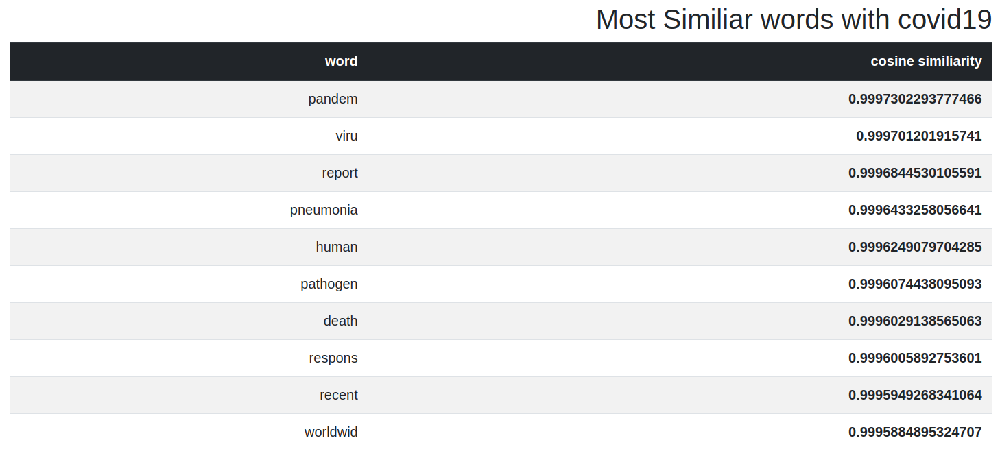 Most Similiar words with covid19
word cosine similiarity
pandem 0.9997302293777466
viru 0.999701201915741
report 0.9996844530105591
pneumonia 0.9996433258056641
human 0.9996249079704285
pathogen 0.9996074438095093
death 0.9996029138565063
respons 0.9996005892753601
recent 0.9995949268341064
worldwid 0.9995884895324707